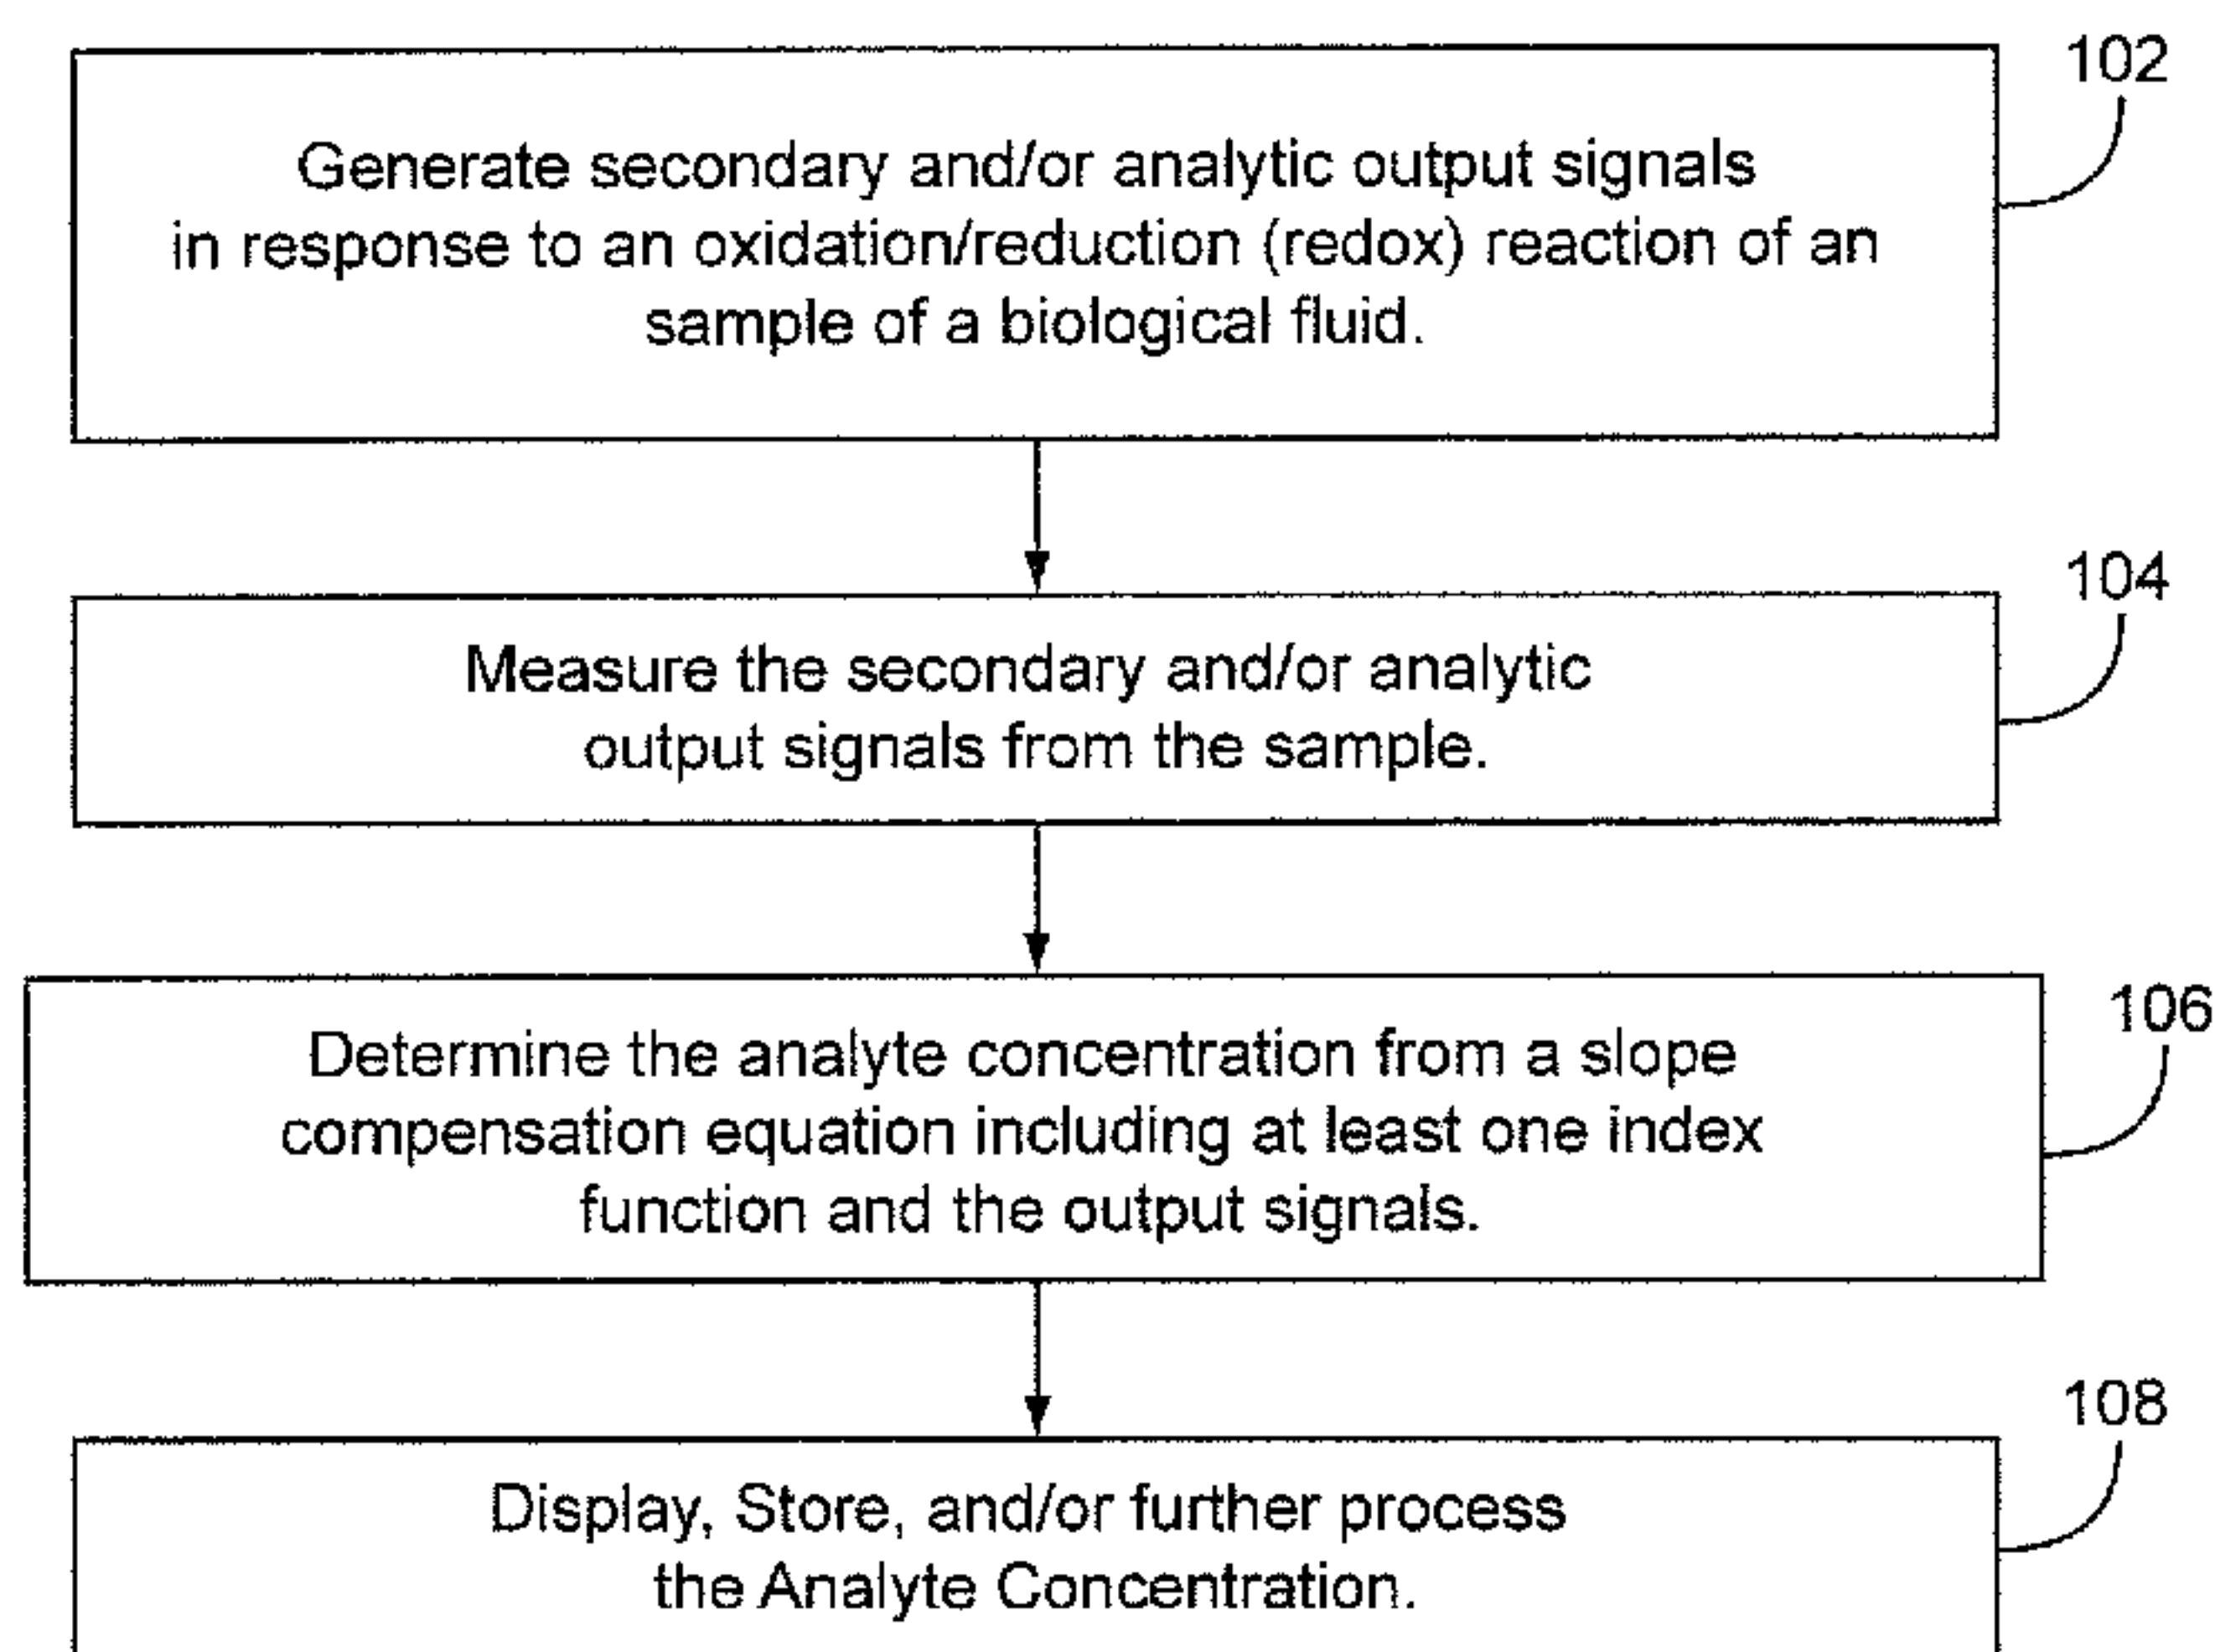 102
Generate secondary and/or analytic output signals
in response to an oxidation/reduction (redox) reaction of an
sample of a biological fluid.
104
Measure the secondary and/or analytic
output signals from the sample.
106
Determine the analyte concentration from a slope
compensation equation including at least one index
function and the output signals.
108
Display, Store, and/or further process
the Analyte Concentration.